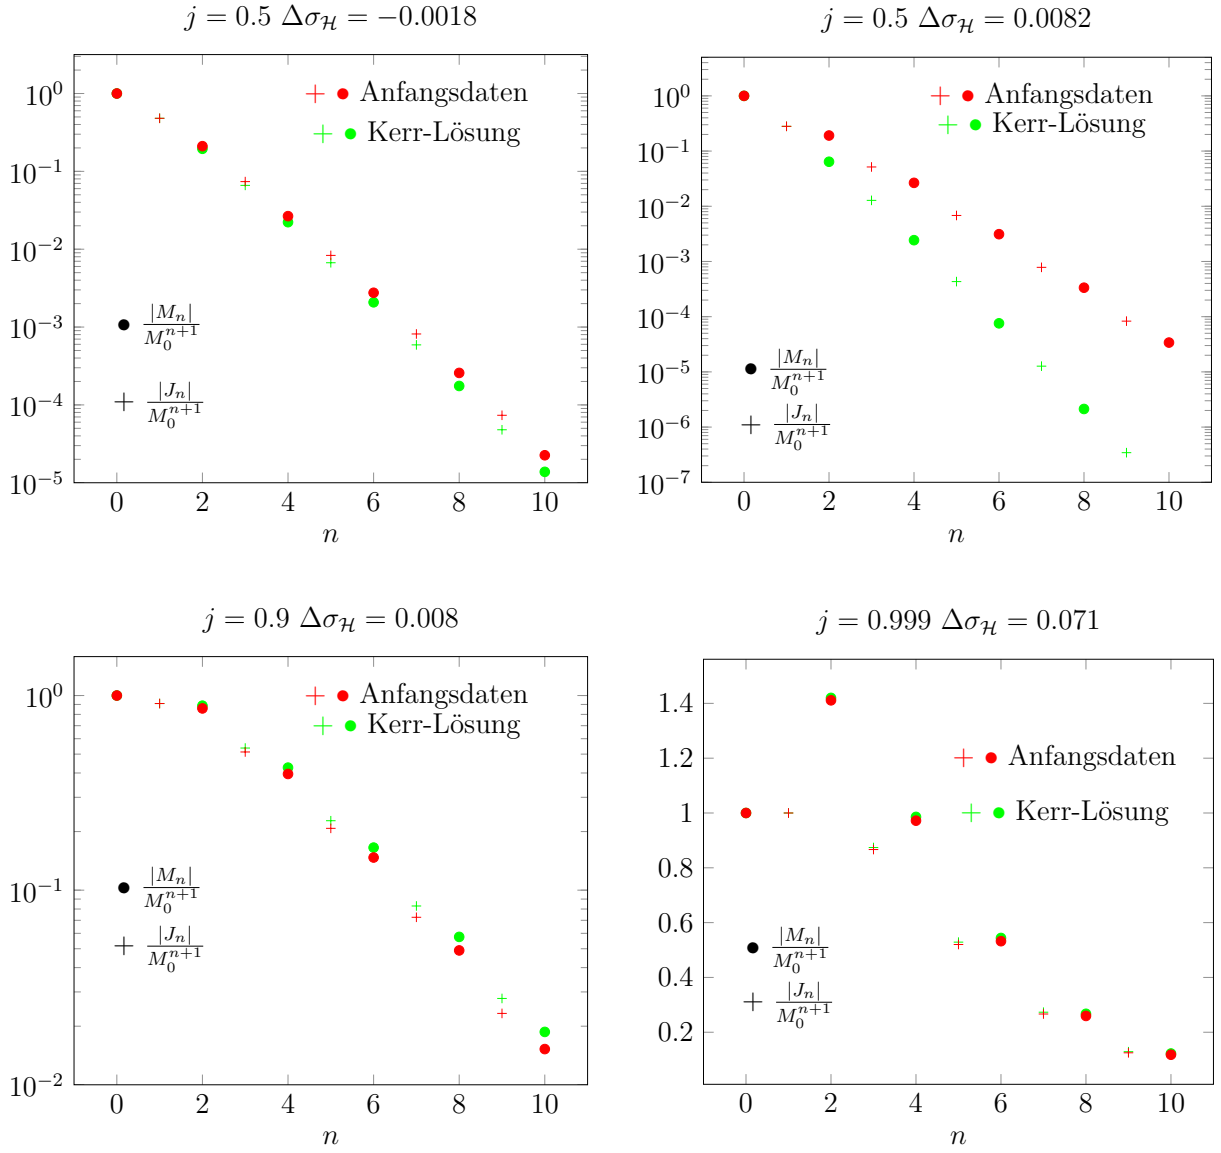 j = 0.5 Δσ_ℋ = −0.0018
10^0
10^−1
10^−2
10^−3
10^−4
10^−5
Anfangsdaten
Kerr-Lösung
|M_n|/M_0^{n+1}
|J_n|/M_0^{n+1}
0 2 4 6 8 10
n
j = 0.5 Δσ_ℋ = 0.0082
10^0
10^−1
10^−2
10^−3
10^−4
10^−5
10^−6
10^−7
Anfangsdaten
Kerr-Lösung
|M_n|/M_0^{n+1}
|J_n|/M_0^{n+1}
0 2 4 6 8 10
n
j = 0.9 Δσ_ℋ = 0.008
10^0
10^−1
10^−2
Anfangsdaten
Kerr-Lösung
|M_n|/M_0^{n+1}
|J_n|/M_0^{n+1}
0 2 4 6 8 10
n
j = 0.999 Δσ_ℋ = 0.071
1.4
1.2
1
0.8
0.6
0.4
0.2
Anfangsdaten
Kerr-Lösung
|M_n|/M_0^{n+1}
|J_n|/M_0^{n+1}
0 2 4 6 8 10
n